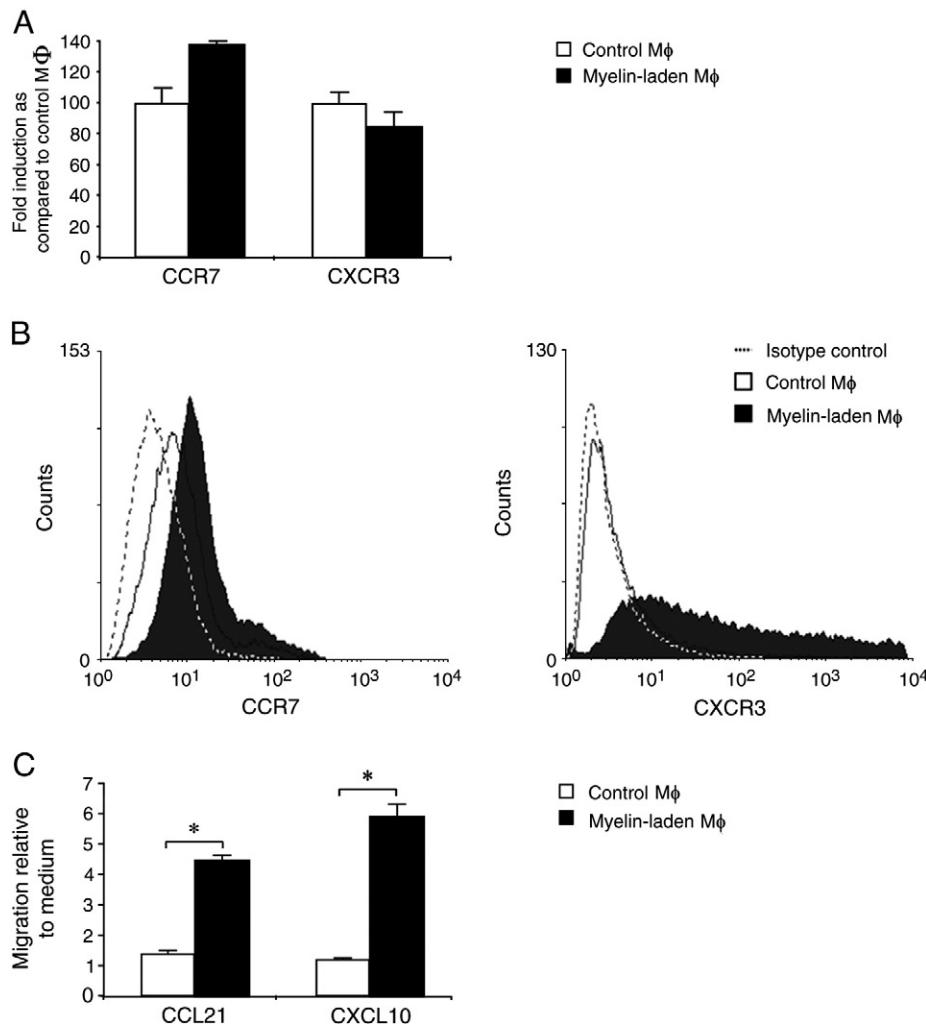 A
Fold induction as
compared to control MΦ
140
120
100
80
60
40
20
0
CCR7
CXCR3
Control Mϕ
Myelin-laden Mϕ
B
153
Counts
0
10⁰
10¹
10²
10³
10⁴
CCR7
130
Counts
0
10⁰
10¹
10²
10³
10⁴
CXCR3
Isotype control
Control Mϕ
Myelin-laden Mϕ
C
Migration relative
to medium
7
6
5
4
3
2
1
0
*
*
CCL21
CXCL10
Control Mϕ
Myelin-laden Mϕ